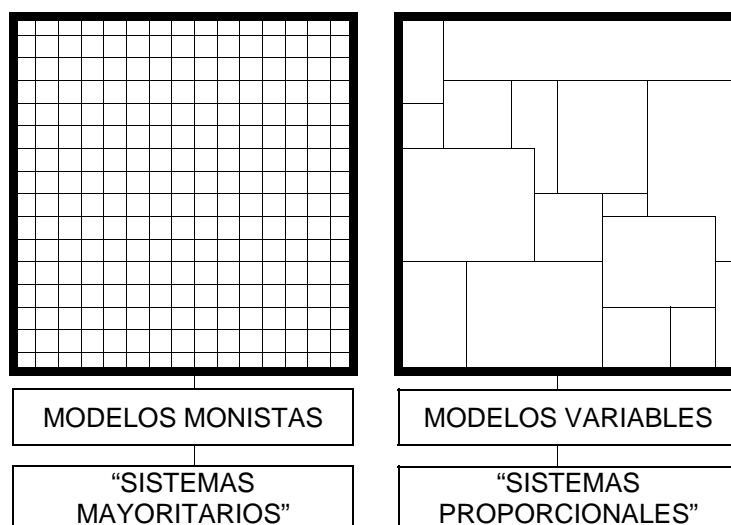 MODELOS MONISTAS
MODELOS VARIABLES
“SISTEMAS
MAYORITARIOS”
“SISTEMAS
PROPORCIONALES”